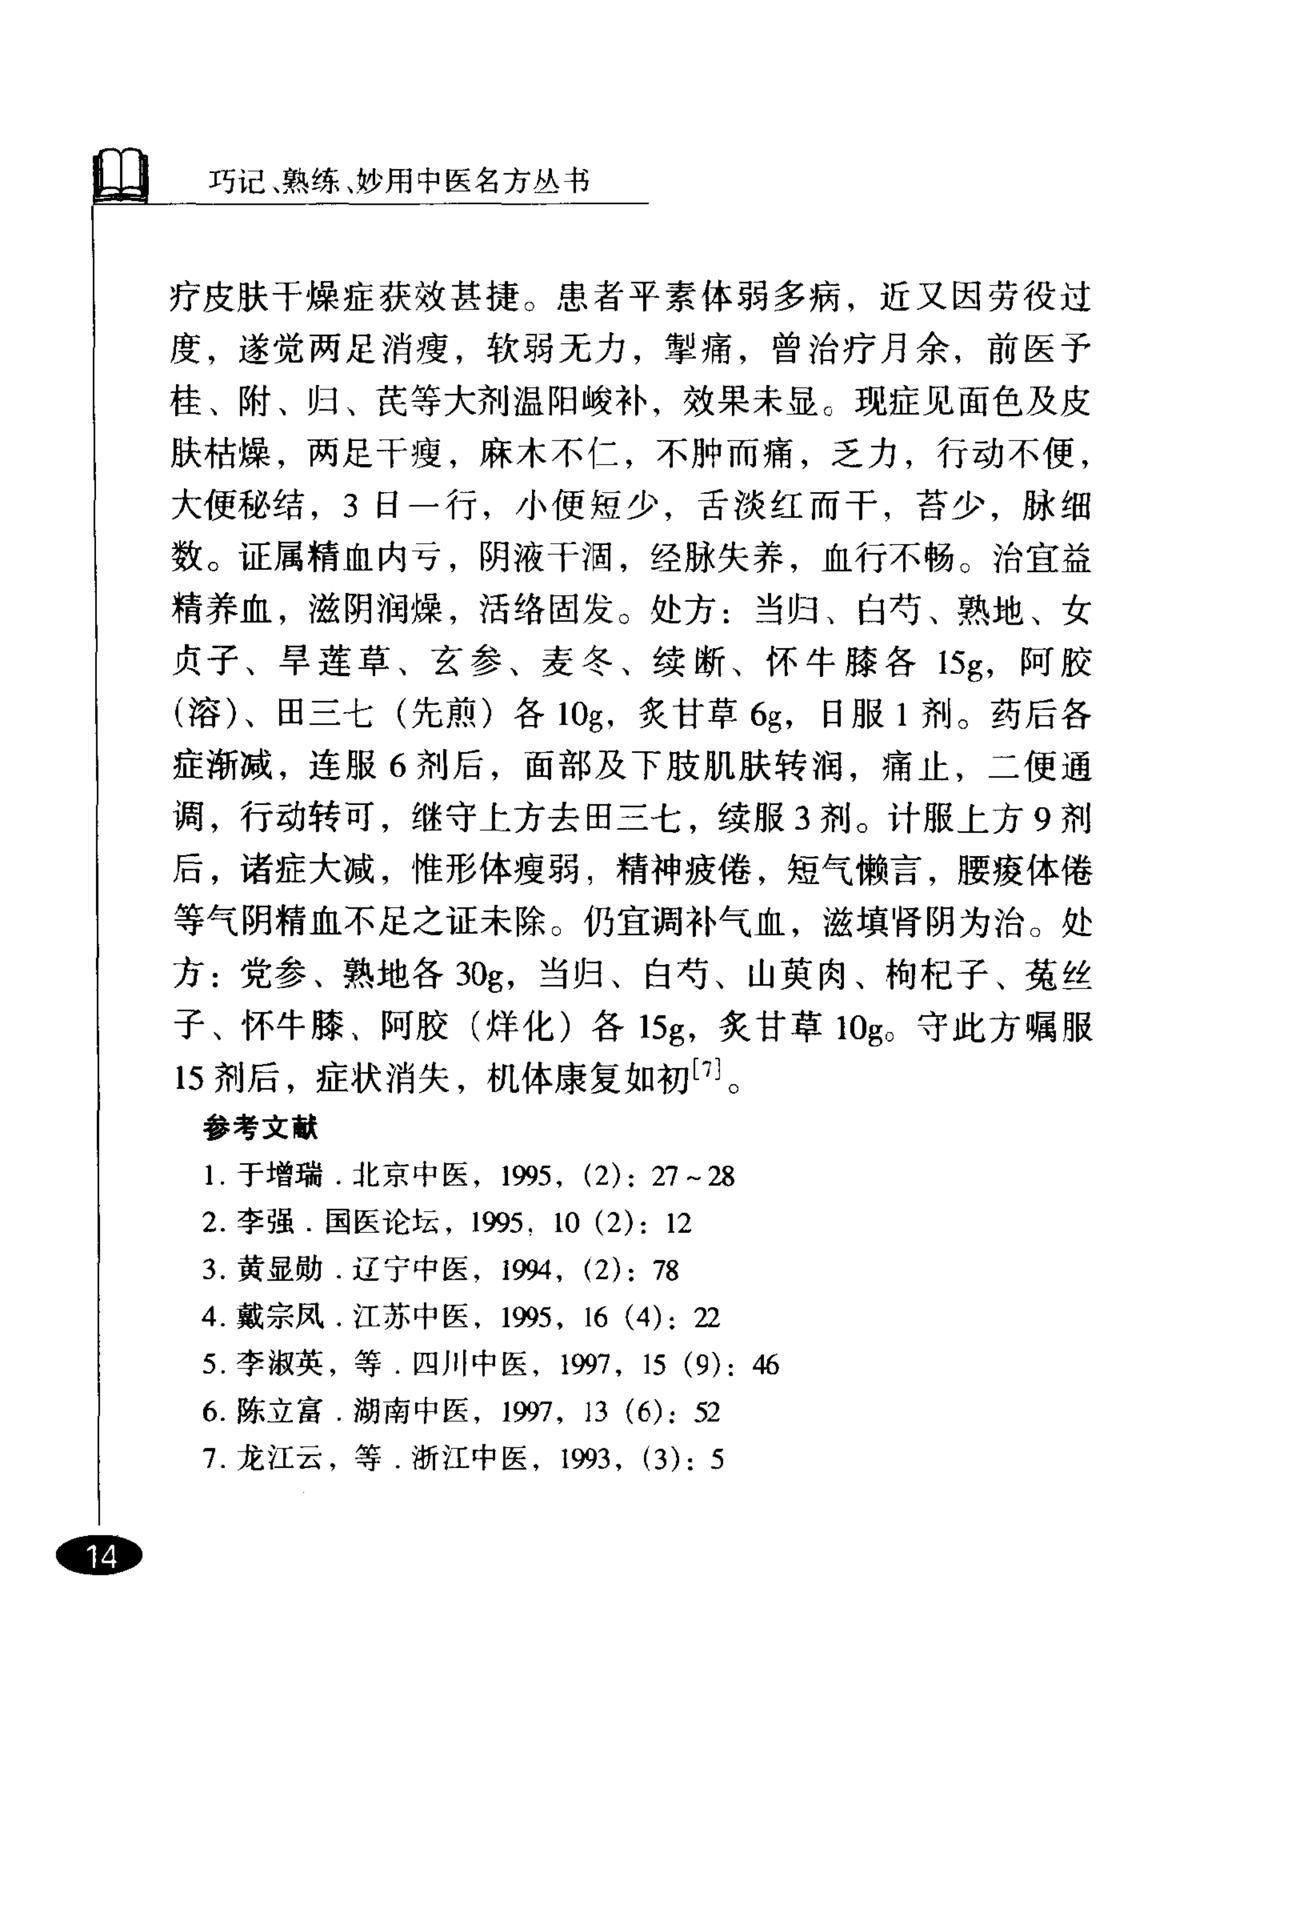 巧记、熟练、妙用中医名方丛书
疗皮肤干燥症获效甚捷。患者平素体弱多病，近又因劳役过
度，遂觉两足消瘦，软弱无力，掣痛，曾治疗月余，前医予
桂、附、归、芪等大剂温阳峻补，效果未显。现症见面色及皮
肤枯燥，两足干瘦，麻木不仁，不肿而痛，乏力，行动不便，
大便秘结，3 日一行，小便短少，舌淡红而干，苔少，脉细
数。证属精血内亏，阴液干涸，经脉失养，血行不畅。治宜益
精养血，滋阴润燥，活络固发。处方：当归、白芍、熟地、女
贞子、旱莲草、玄参、麦冬、续断、怀牛膝各 15g，阿胶
（溶）、田三七（先煎）各 10g，炙甘草 6g，日服 1 剂。药后各
症渐减，连服 6 剂后，面部及下肢肌肤转润，痛止，二便通
调，行动转可，继守上方去田三七，续服 3 剂。计服上方 9 剂
后，诸症大减，惟形体瘦弱，精神疲倦，短气懒言，腰痠体倦
等气阴精血不足之证未除。仍宜调补气血，滋填肾阴为治。处
方：党参、熟地各 30g，当归、白芍、山萸肉、枸杞子、菟丝
子、怀牛膝、阿胶（烊化）各 15g，炙甘草 10g。守此方嘱服
15 剂后，症状消失，机体康复如初[7]。
参考文献
1. 于增瑞．北京中医，1995，（2）：27～28
2. 李强．国医论坛，1995，10（2）：12
3. 黄显勋．辽宁中医，1994，（2）：78
4. 戴宗凤．江苏中医，1995，16（4）：22
5. 李淑英，等．四川中医，1997，15（9）：46
6. 陈立富．湖南中医，1997，13（6）：52
7. 龙江云，等．浙江中医，1993，（3）：5
14